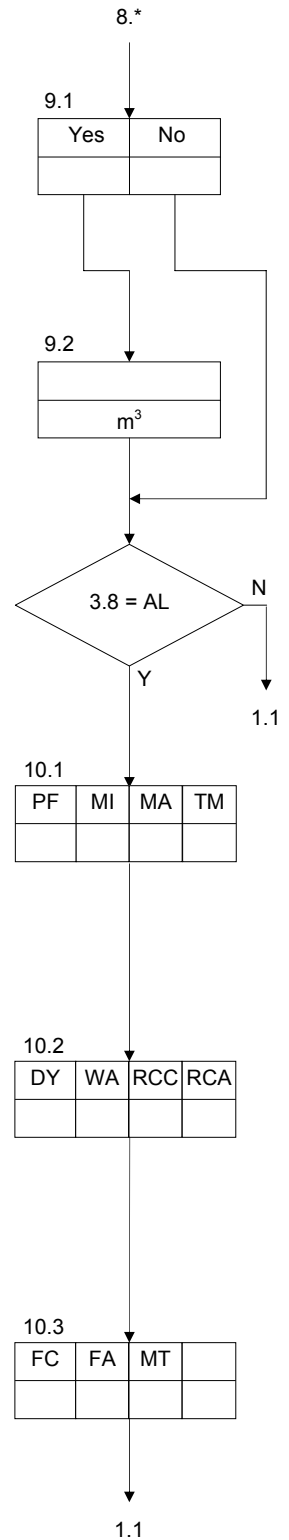 8.*
9.1
Yes No
9.2
m³
3.8 = AL
N
Y
1.1
10.1
PF MI MA TM
10.2
DY WA RCC RCA
10.3
FC FA MT
1.1